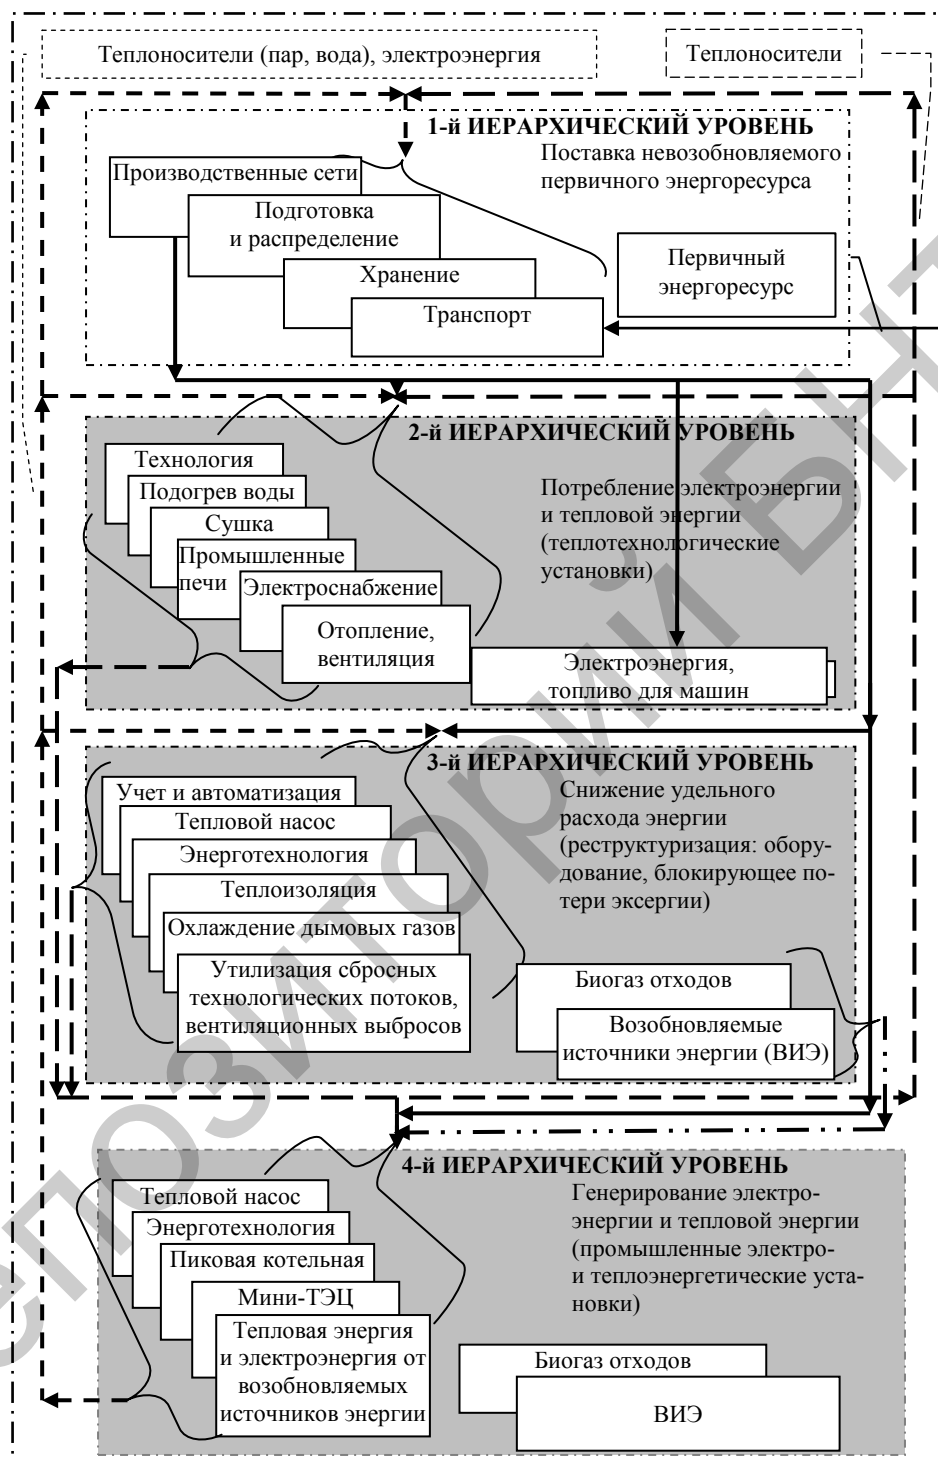 Теплоносители (пар, вода), электроэнергия
Теплоносители
1-й ИЕРАРХИЧЕСКИЙ УРОВЕНЬ
Поставка невозобновляемого
первичного энергоресурса
Производственные сети
Подготовка
и распределение
Хранение
Транспорт
Первичный
энергоресурс
2-й ИЕРАРХИЧЕСКИЙ УРОВЕНЬ
Технология
Подогрев воды
Сушка
Промышленные
печи
Электроснабжение
Отопление,
вентиляция
Потребление электроэнергии
и тепловой энергии
(теплотехнологические
установки)
Электроэнергия,
топливо для машин
3-й ИЕРАРХИЧЕСКИЙ УРОВЕНЬ
Учет и автоматизация
Тепловой насос
Энерготехнология
Теплоизоляция
Охлаждение дымовых газов
Утилизация сбросных
технологических потоков,
вентиляционных выбросов
Снижение удельного
расхода энергии
(реструктуризация: обору-
дование, блокирующее по-
тери эксергии)
Биогаз отходов
Возобновляемые
источники энергии (ВИЭ)
4-й ИЕРАРХИЧЕСКИЙ УРОВЕНЬ
Тепловой насос
Энерготехнология
Пиковая котельная
Мини-ТЭЦ
Тепловая энергия
и электроэнергия от
возобновляемых
источников энергии
Генерирование электро-
энергии и тепловой энергии
(промышленные электро-
и теплоэнергетические уста-
новки)
Биогаз отходов
ВИЭ
епозиторий БНТ